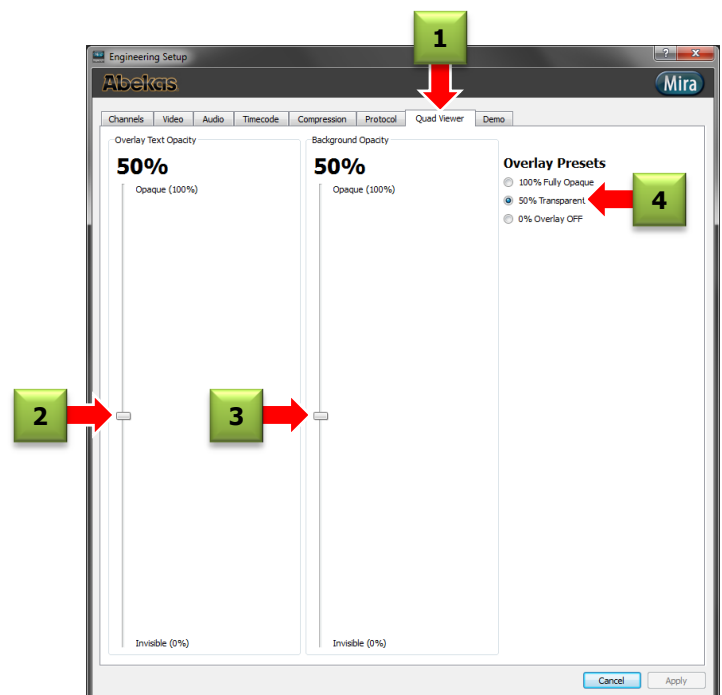 1
Engineering Setup
Abekas
Mira
Channels Video Audio Timecode Compression Protocol Quad Viewer Demo
Overlay Text Opacity
Background Opacity
50%
50%
Overlay Presets
Opaque (100%)
Opaque (100%)
100% Fully Opaque
50% Transparent
4
0% Overlay OFF
2
3
Invisible (0%)
Invisible (0%)
Cancel
Apply